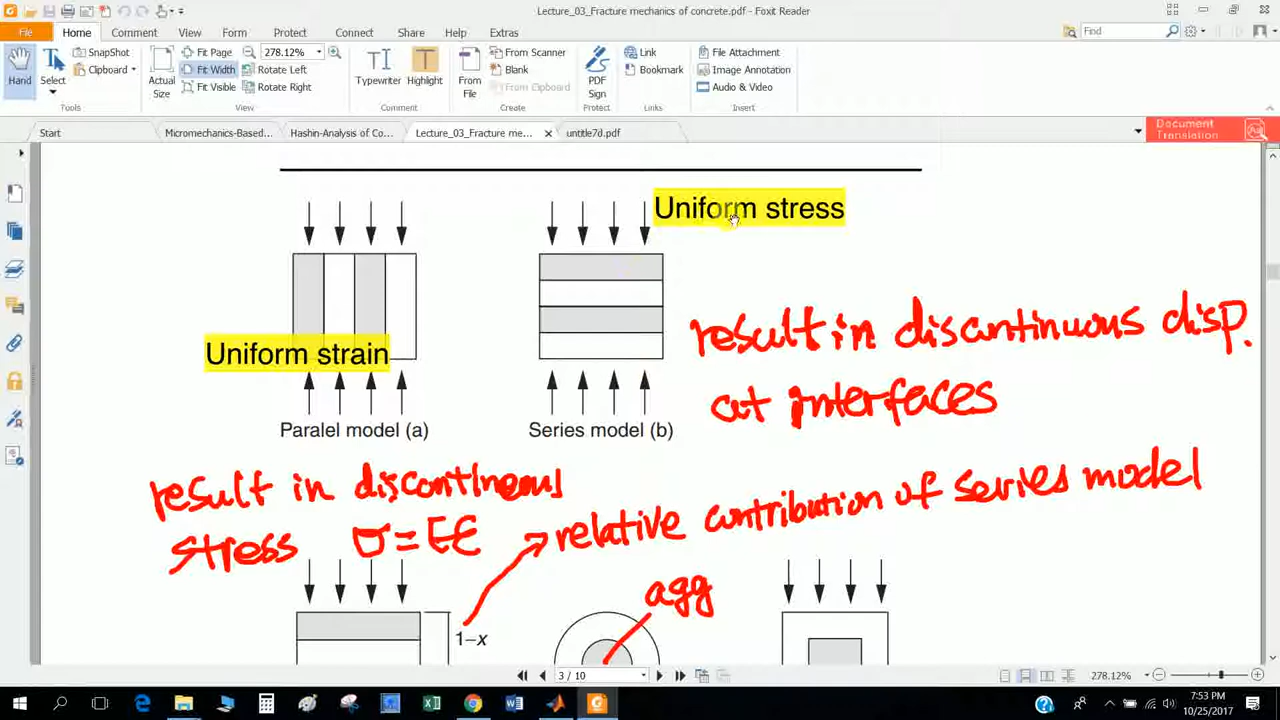 Lecture_03_Fracture mechanics of concrete.pdf - Foxit Reader
File Home Comment View Form Protect Connect Share Help Extras
Find
Hand
Select
SnapShot
Clipboard
Tools
Actual Size
Fit Page
Fit Width
Fit Visible
278.12%
Rotate Left
Rotate Right
View
Typewriter
Highlight
Comment
From File
From Scanner
Blank
From Clipboard
Create
PDF Sign
Protect
Link
Bookmark
Links
File Attachment
Image Annotation
Audio & Video
Insert
Start
Micromechanics-Based...
Hashin-Analysis of Co...
Lecture_03_Fracture me...
untitle7d.pdf
Document Translation
Uniform stress
Uniform strain
result in discontinuous disp.
at interfaces
Paralel model (a)
Series model (b)
result in discontineous
stress σ=Eϵ
relative contribution of series model
agg
1–x
3 / 10
278.12%
7:53 PM
10/25/2017